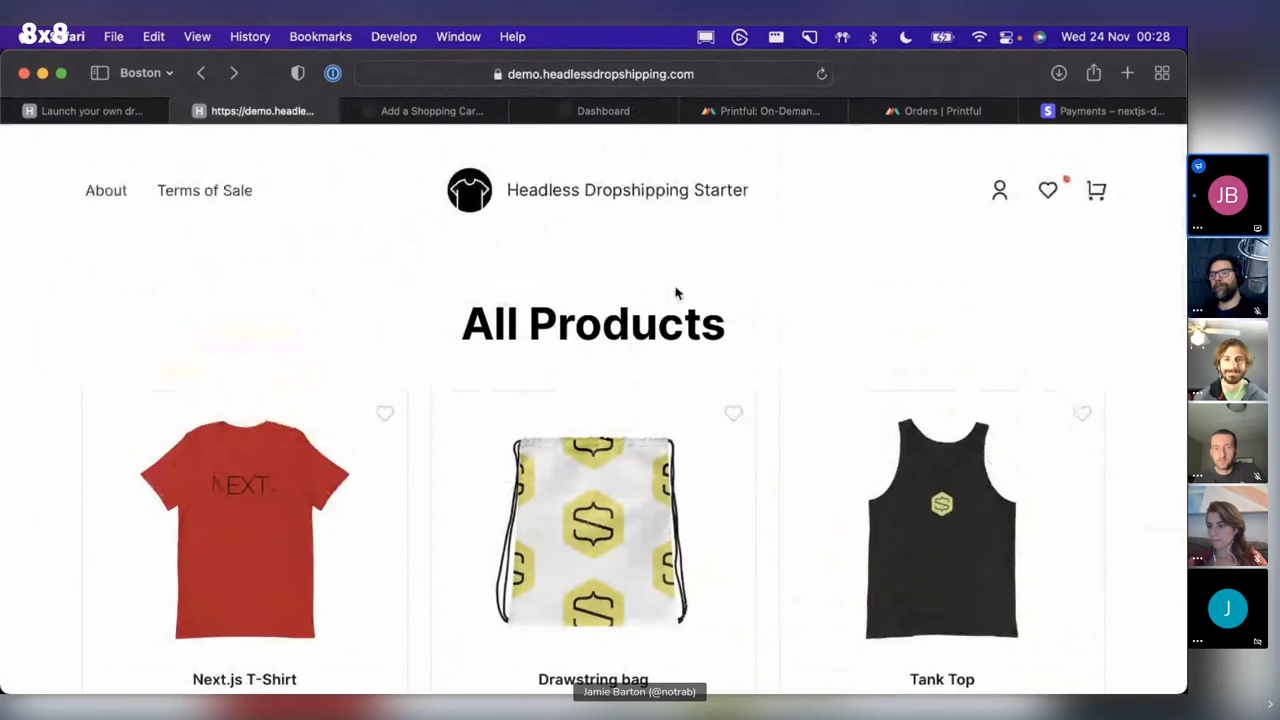 8x8
Safari File Edit View History Bookmarks Develop Window Help Wed 24 Nov 00:28
Boston demo.headlessdropshipping.com
Launch your own dr... https://demo.headle... Add a Shopping Car... Dashboard Printful: On-Deman... Orders | Printful Payments – nextjs-d...
About Terms of Sale Headless Dropshipping Starter
All Products
NEXT
Next.js T-Shirt Drawstring bag Tank Top
Jamie Barton (@notrab)
JB
J